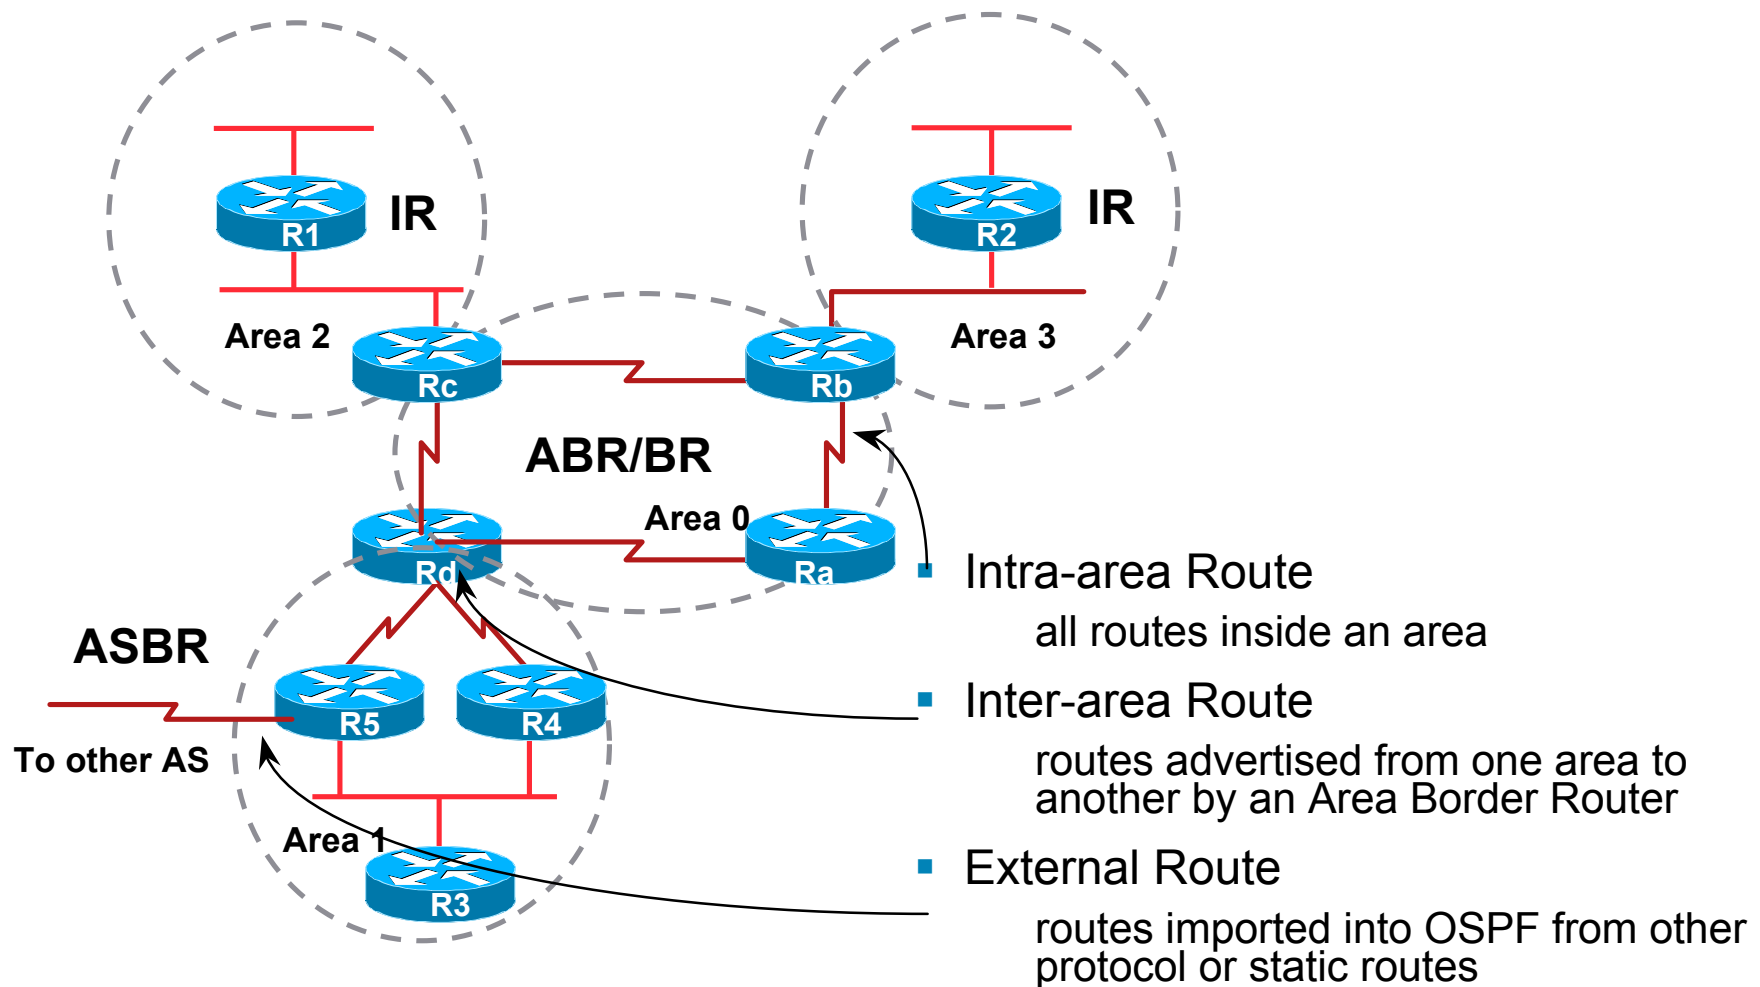 IR
R1
IR
R2
Area 2
Area 3
Rc
Rb
ABR/BR
Area 0
Rd
Ra
Intra-area Route
all routes inside an area
ASBR
Inter-area Route
R5
R4
To other AS
routes advertised from one area to
another by an Area Border Router
Area 1
External Route
R3
routes imported into OSPF from other
protocol or static routes